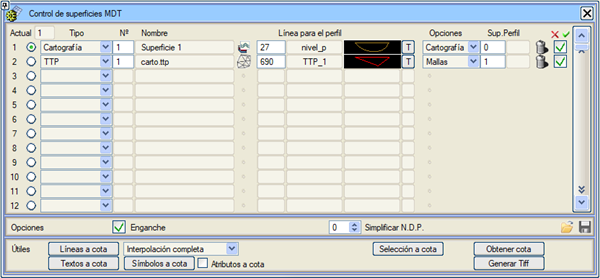 Control de superficies MDT
Actual 1 Tipo Nº Nombre Línea para el perfil Opciones Sup.Perfil
1 Cartografía 1 Superficie 1 27 nivel_p T Cartografía 0
2 TTP 1 carto.ttp 690 TTP_1 T Mallas 1
3
4
5
6
7
8
9
10
11
12
Opciones Enganche 0 Simplificar N.D.P.
Útiles Líneas a cota Interpolación completa Selección a cota Obtener cota
Textos a cota Símbolos a cota Atributos a cota Generar Tiff